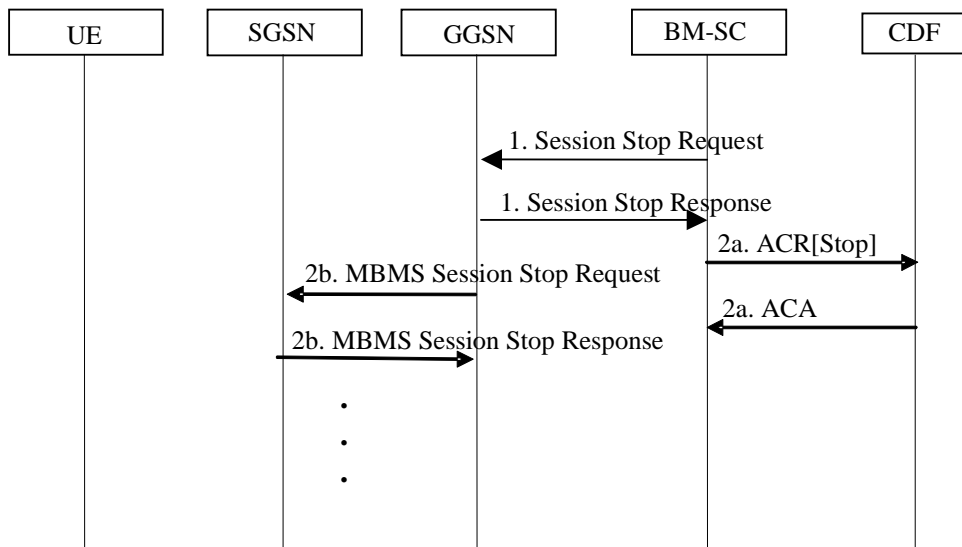 UE
SGSN
GGSN
BM-SC
CDF
1. Session Stop Request
1. Session Stop Response
2a. ACR[Stop]
2b. MBMS Session Stop Request
2a. ACA
2b. MBMS Session Stop Response